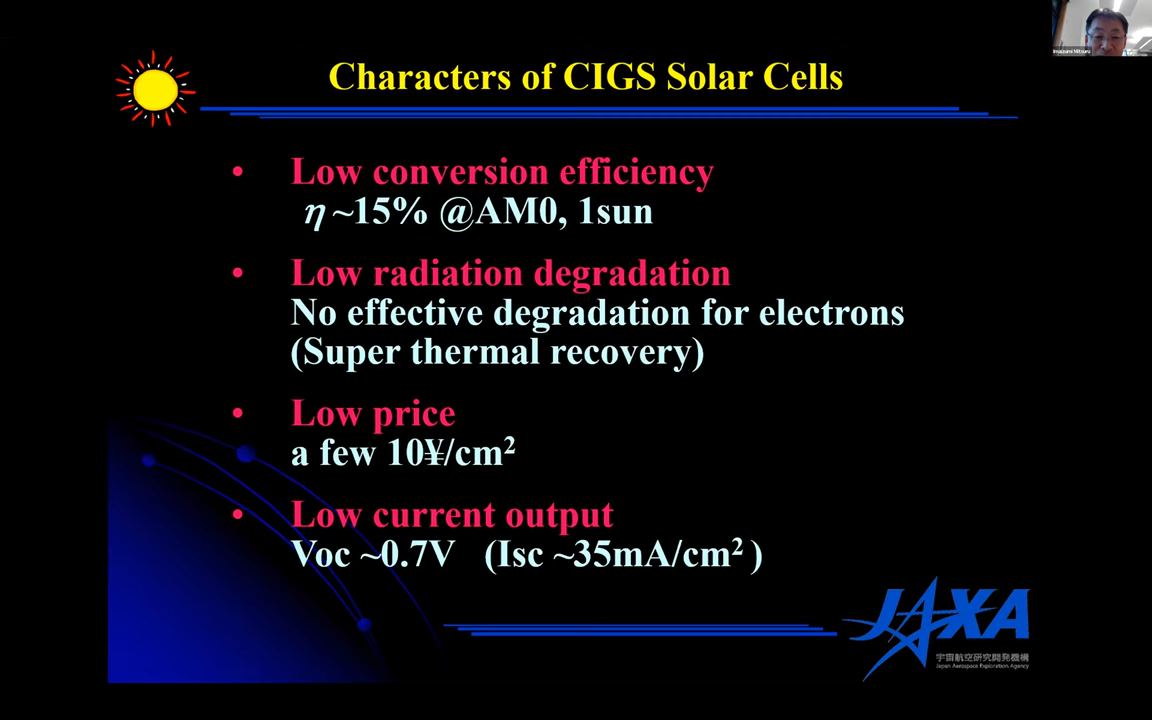 Imaizumi Mitsuru
Characters of CIGS Solar Cells
• Low conversion efficiency
η ~15% @AM0, 1sun
• Low radiation degradation
No effective degradation for electrons
(Super thermal recovery)
• Low price
a few 10¥/cm²
• Low current output
Voc ~0.7V (Isc ~35mA/cm² )
JAXA
宇宙航空研究開発機構
Japan Aerospace Exploration Agency